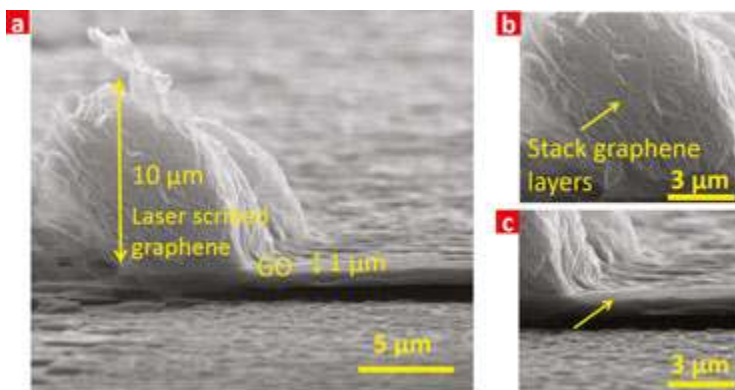 a
10 μm
Laser scribed
graphene
GO
1 μm
5 μm
b
Stack graphene
layers
3 μm
c
3 μm